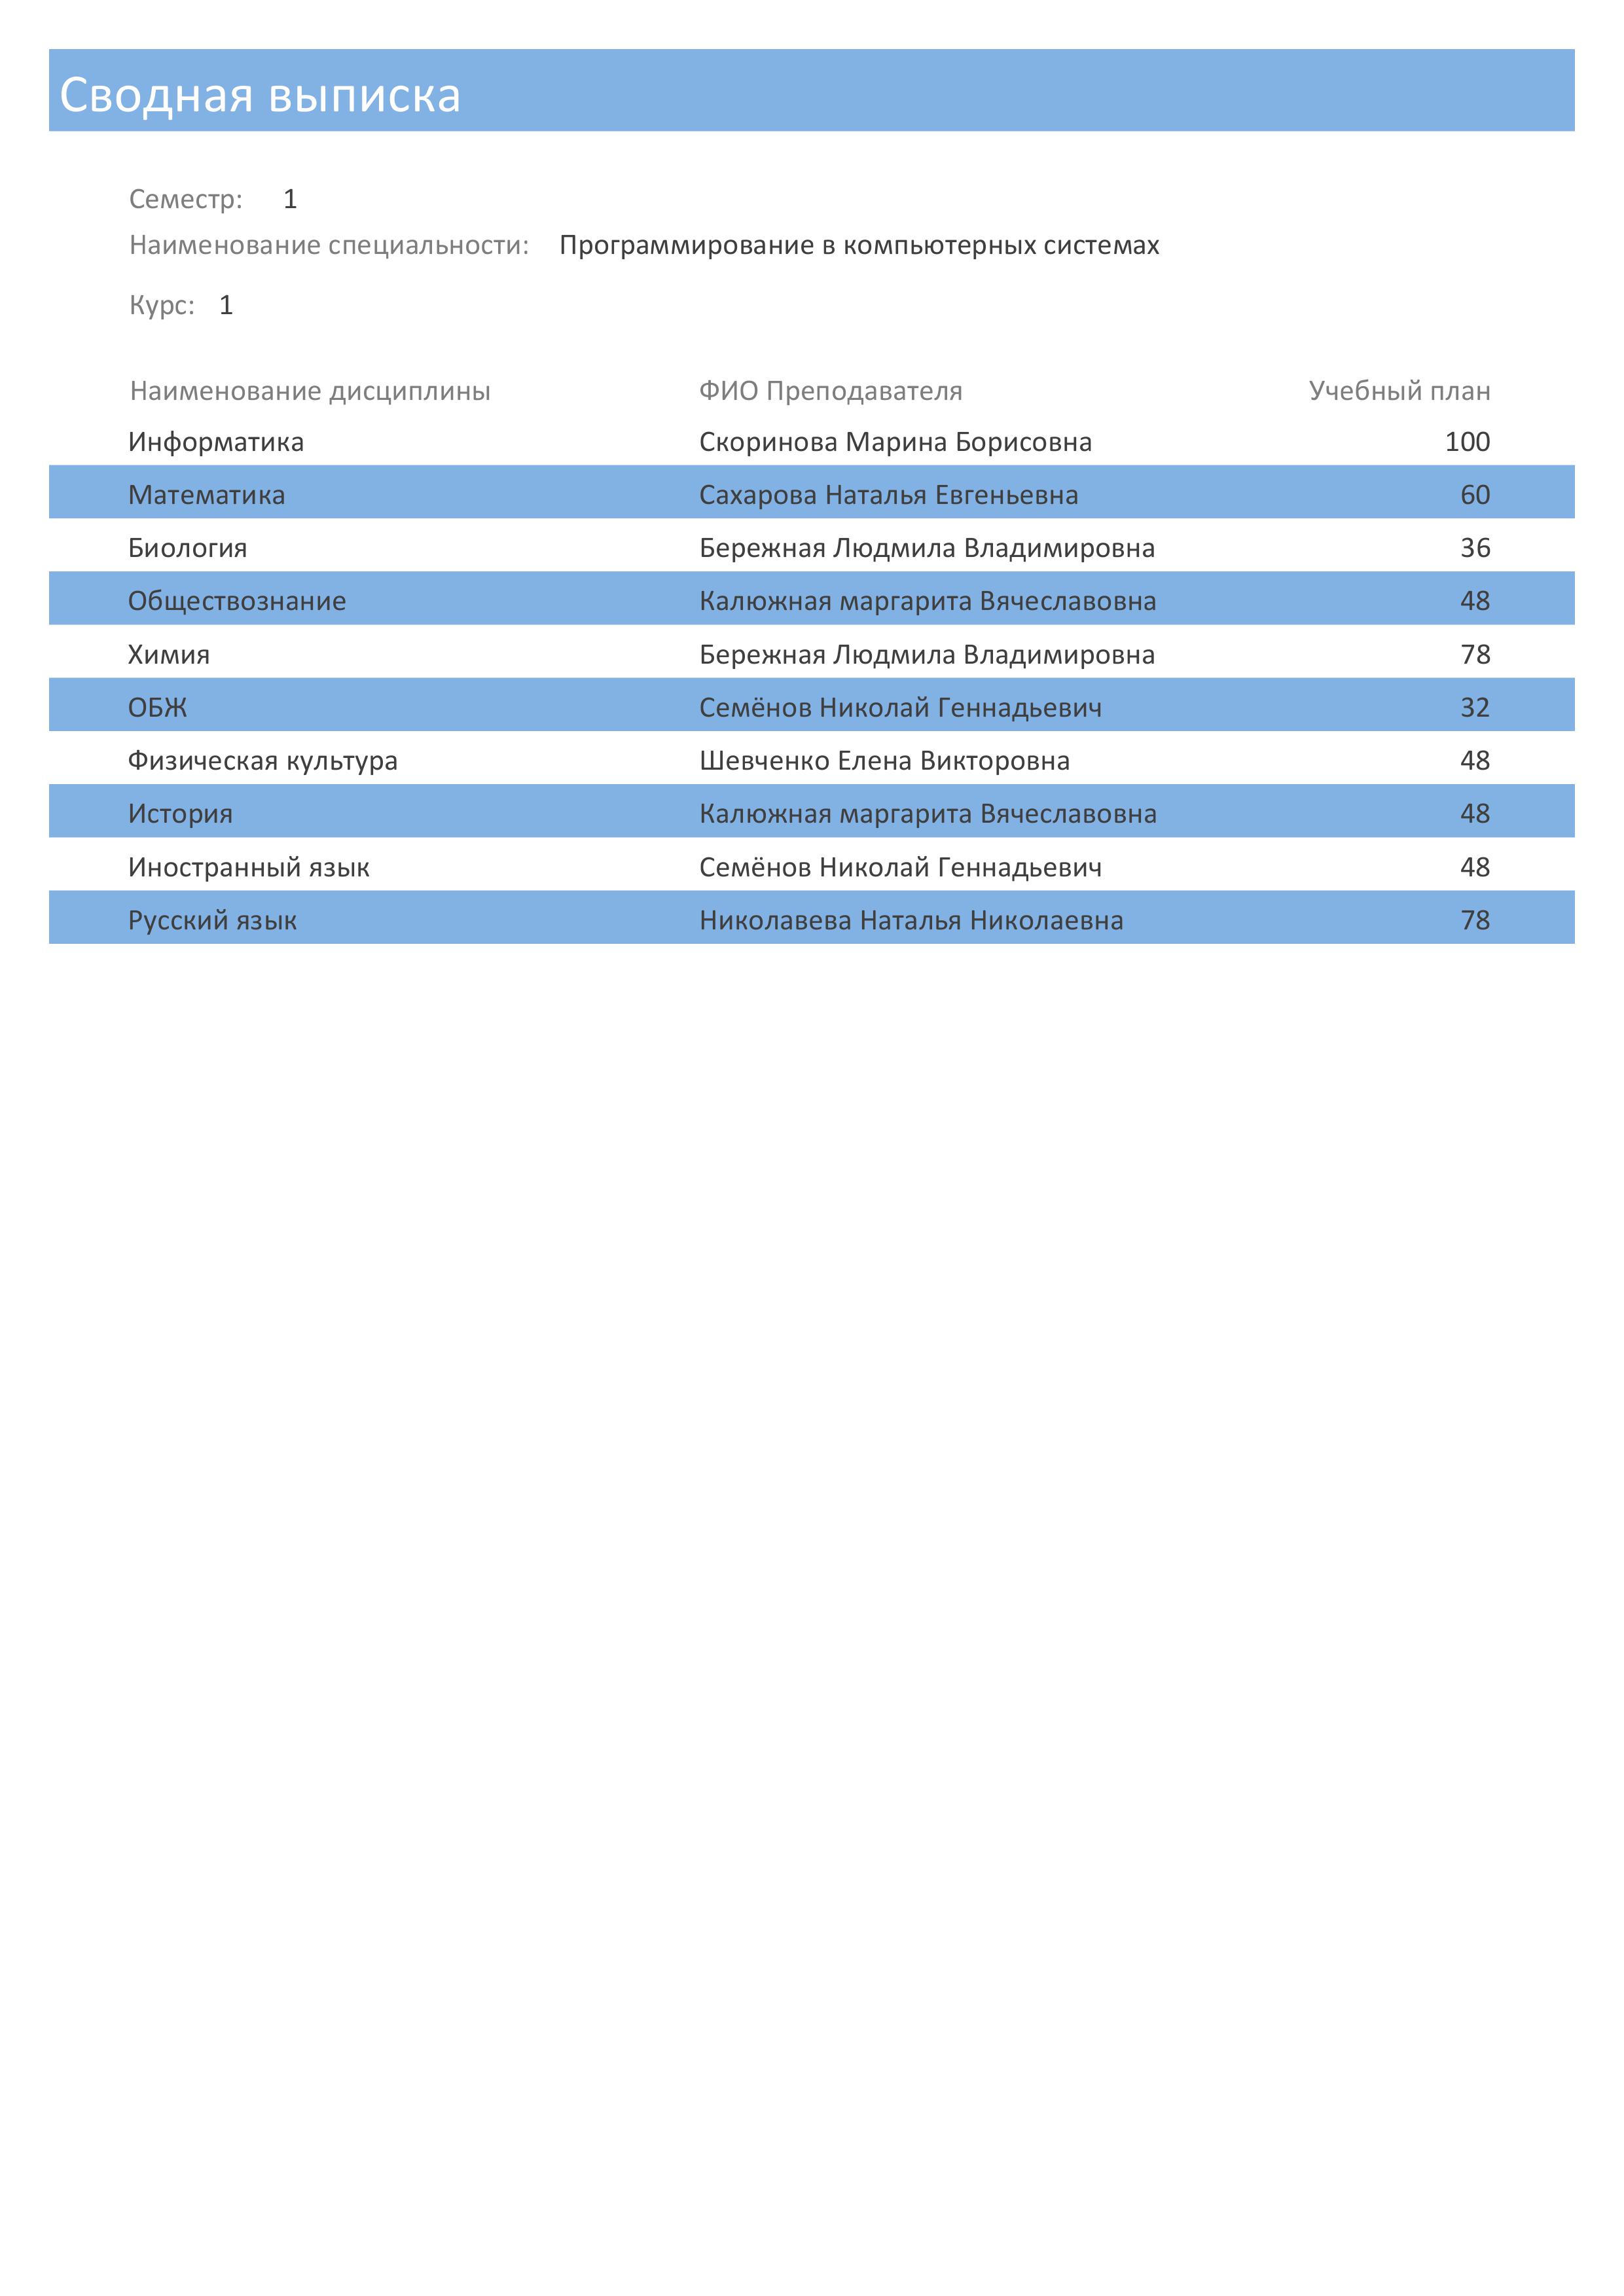 Сводная выписка
Семестр: 1
Наименование специальности: Программирование в компьютерных системах
Курс: 1
Наименование дисциплины ФИО Преподавателя Учебный план
Информатика Скоринова Марина Борисовна 100
Математика Сахарова Наталья Евгеньевна 60
Биология Бережная Людмила Владимировна 36
Обществознание Калюжная маргарита Вячеславовна 48
Химия Бережная Людмила Владимировна 78
ОБЖ Семёнов Николай Геннадьевич 32
Физическая культура Шевченко Елена Викторовна 48
История Калюжная маргарита Вячеславовна 48
Иностранный язык Семёнов Николай Геннадьевич 48
Русский язык Николавева Наталья Николаевна 78